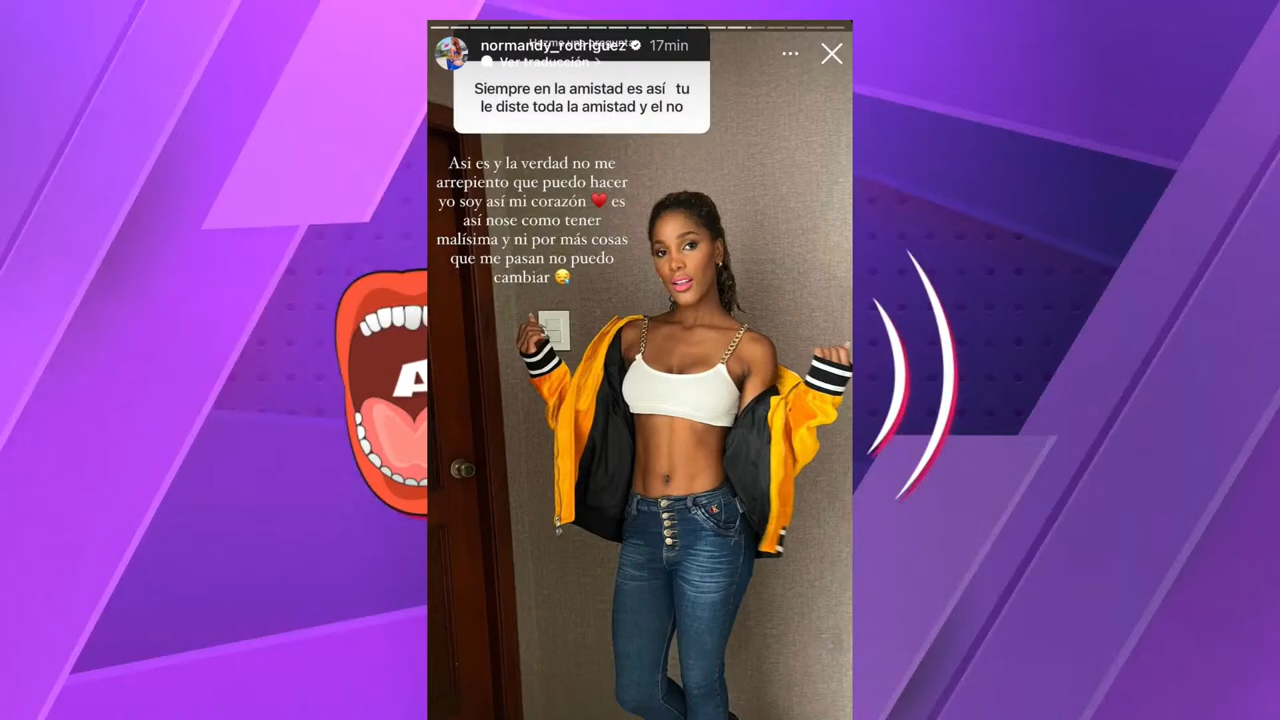 normandy_rodriguez 17min
Ver traducción >
Siempre en la amistad es así tu
le diste toda la amistad y el no
Asi es y la verdad no me
arrepiento que puedo hacer
yo soy así mi corazón ❤️ es
así nose como tener
malísima y ni por más cosas
que me pasan no puedo
cambiar 😪
A